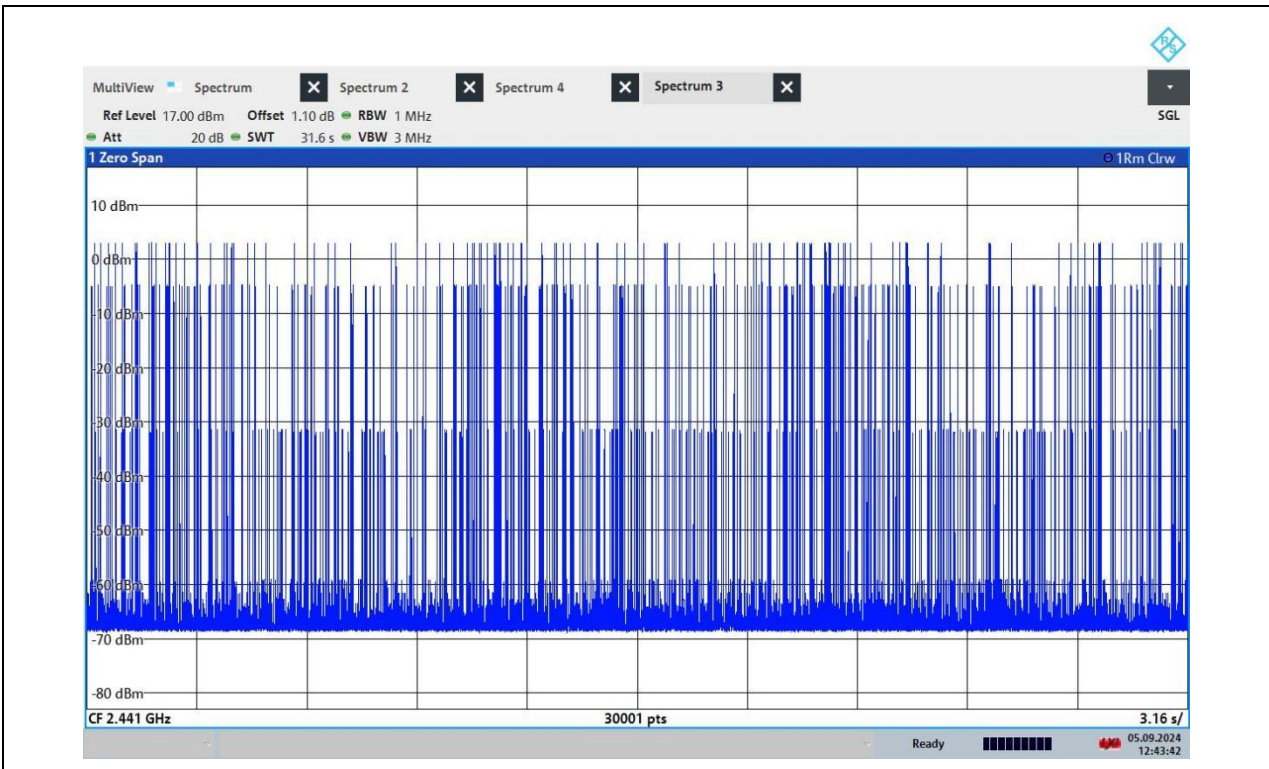 R&S
MultiView Spectrum Spectrum 2 Spectrum 4 Spectrum 3
Ref Level 17.00 dBm Offset 1.10 dB RBW 1 MHz SGL
Att 20 dB SWT 31.6 s VBW 3 MHz
1 Zero Span 1Rm Clrw
10 dBm
0 dBm
-10 dBm
-20 dBm
-30 dBm
-40 dBm
-50 dBm
-60 dBm
-70 dBm
-80 dBm
CF 2.441 GHz 30001 pts 3.16 s/
Ready 05.09.2024
12:43:42